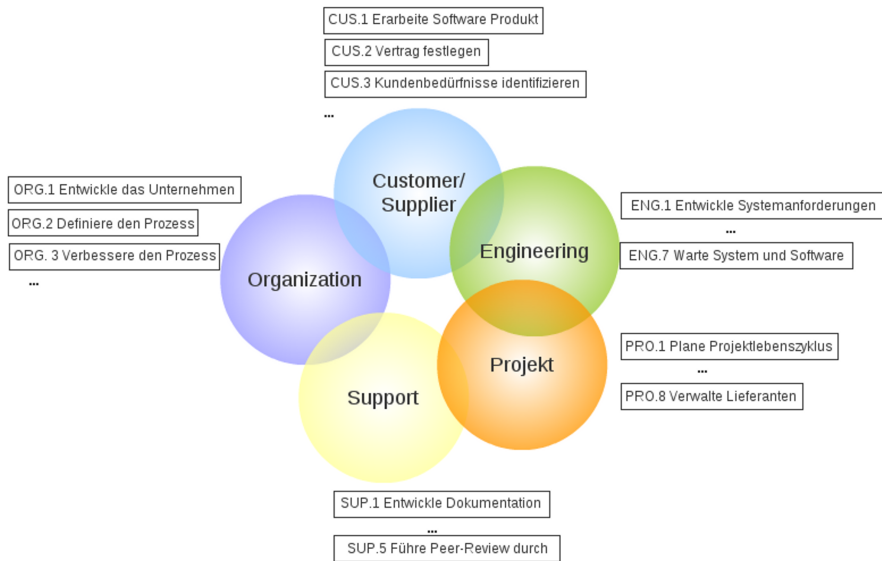 CUS.1 Erarbeite Software Produkt
CUS.2 Vertrag festlegen
CUS.3 Kundenbedürfnisse identifizieren
...
Customer/
Supplier
ORG.1 Entwickle das Unternehmen
ORG.2 Definiere den Prozess
ORG. 3 Verbessere den Prozess
...
Organization
Engineering
ENG.1 Entwickle Systemanforderungen
...
ENG.7 Warte System und Software
Projekt
PRO.1 Plane Projektlebenszyklus
...
PRO.8 Verwalte Lieferanten
Support
SUP.1 Entwickle Dokumentation
...
SUP.5 Führe Peer-Review durch